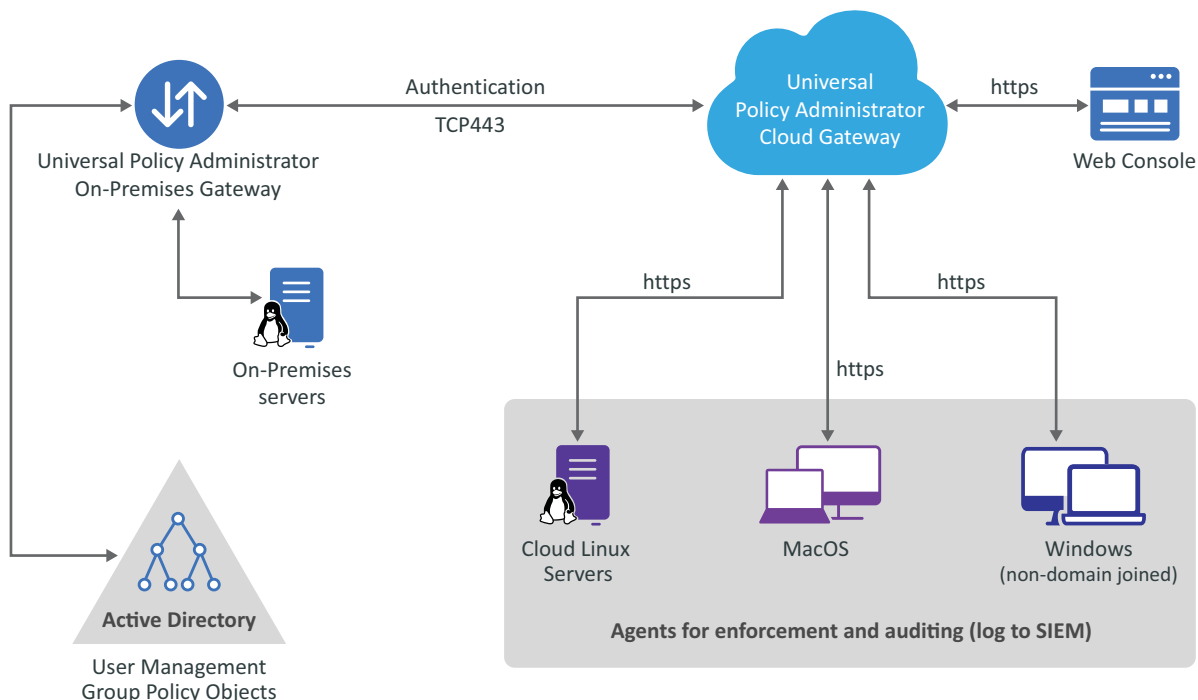 Authentication
TCP443
Universal
Policy Administrator
Cloud Gateway
https
Web Console
Universal Policy Administrator
On-Premises Gateway
https
https
https
On-Premises
servers
Cloud Linux
Servers
MacOS
Windows
(non-domain joined)
Agents for enforcement and auditing (log to SIEM)
Active Directory
User Management
Group Policy Objects